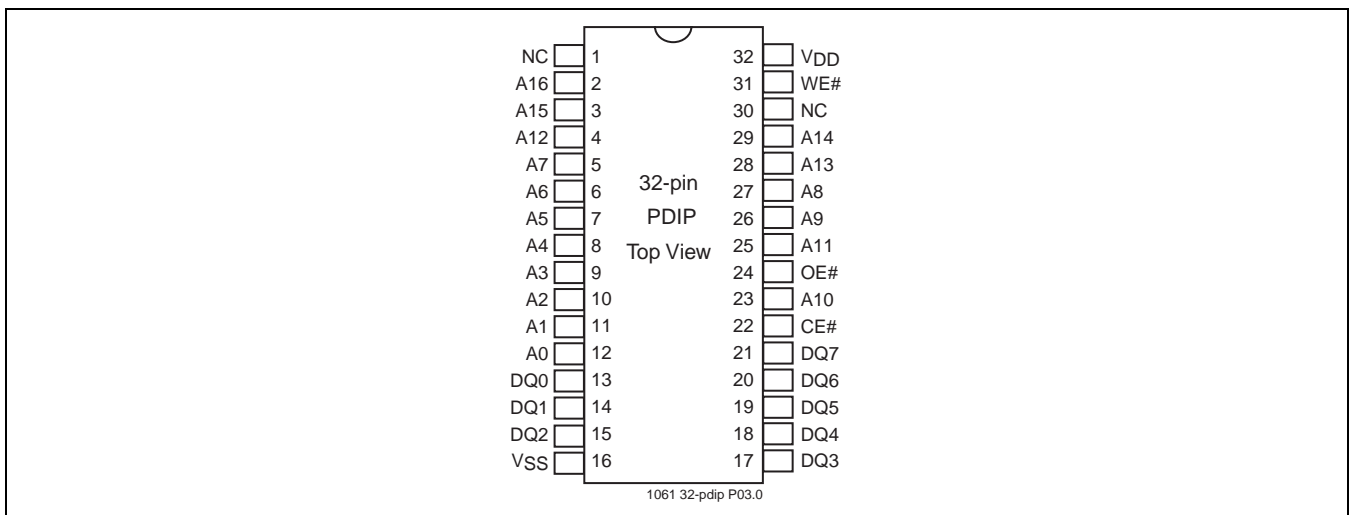 NC 1 32 VDD
A16 2 31 WE#
A15 3 30 NC
A12 4 29 A14
A7 5 28 A13
A6 6 32-pin 27 A8
A5 7 PDIP 26 A9
A4 8 Top View 25 A11
A3 9 24 OE#
A2 10 23 A10
A1 11 22 CE#
A0 12 21 DQ7
DQ0 13 20 DQ6
DQ1 14 19 DQ5
DQ2 15 18 DQ4
VSS 16 17 DQ3
1061 32-pdip P03.0